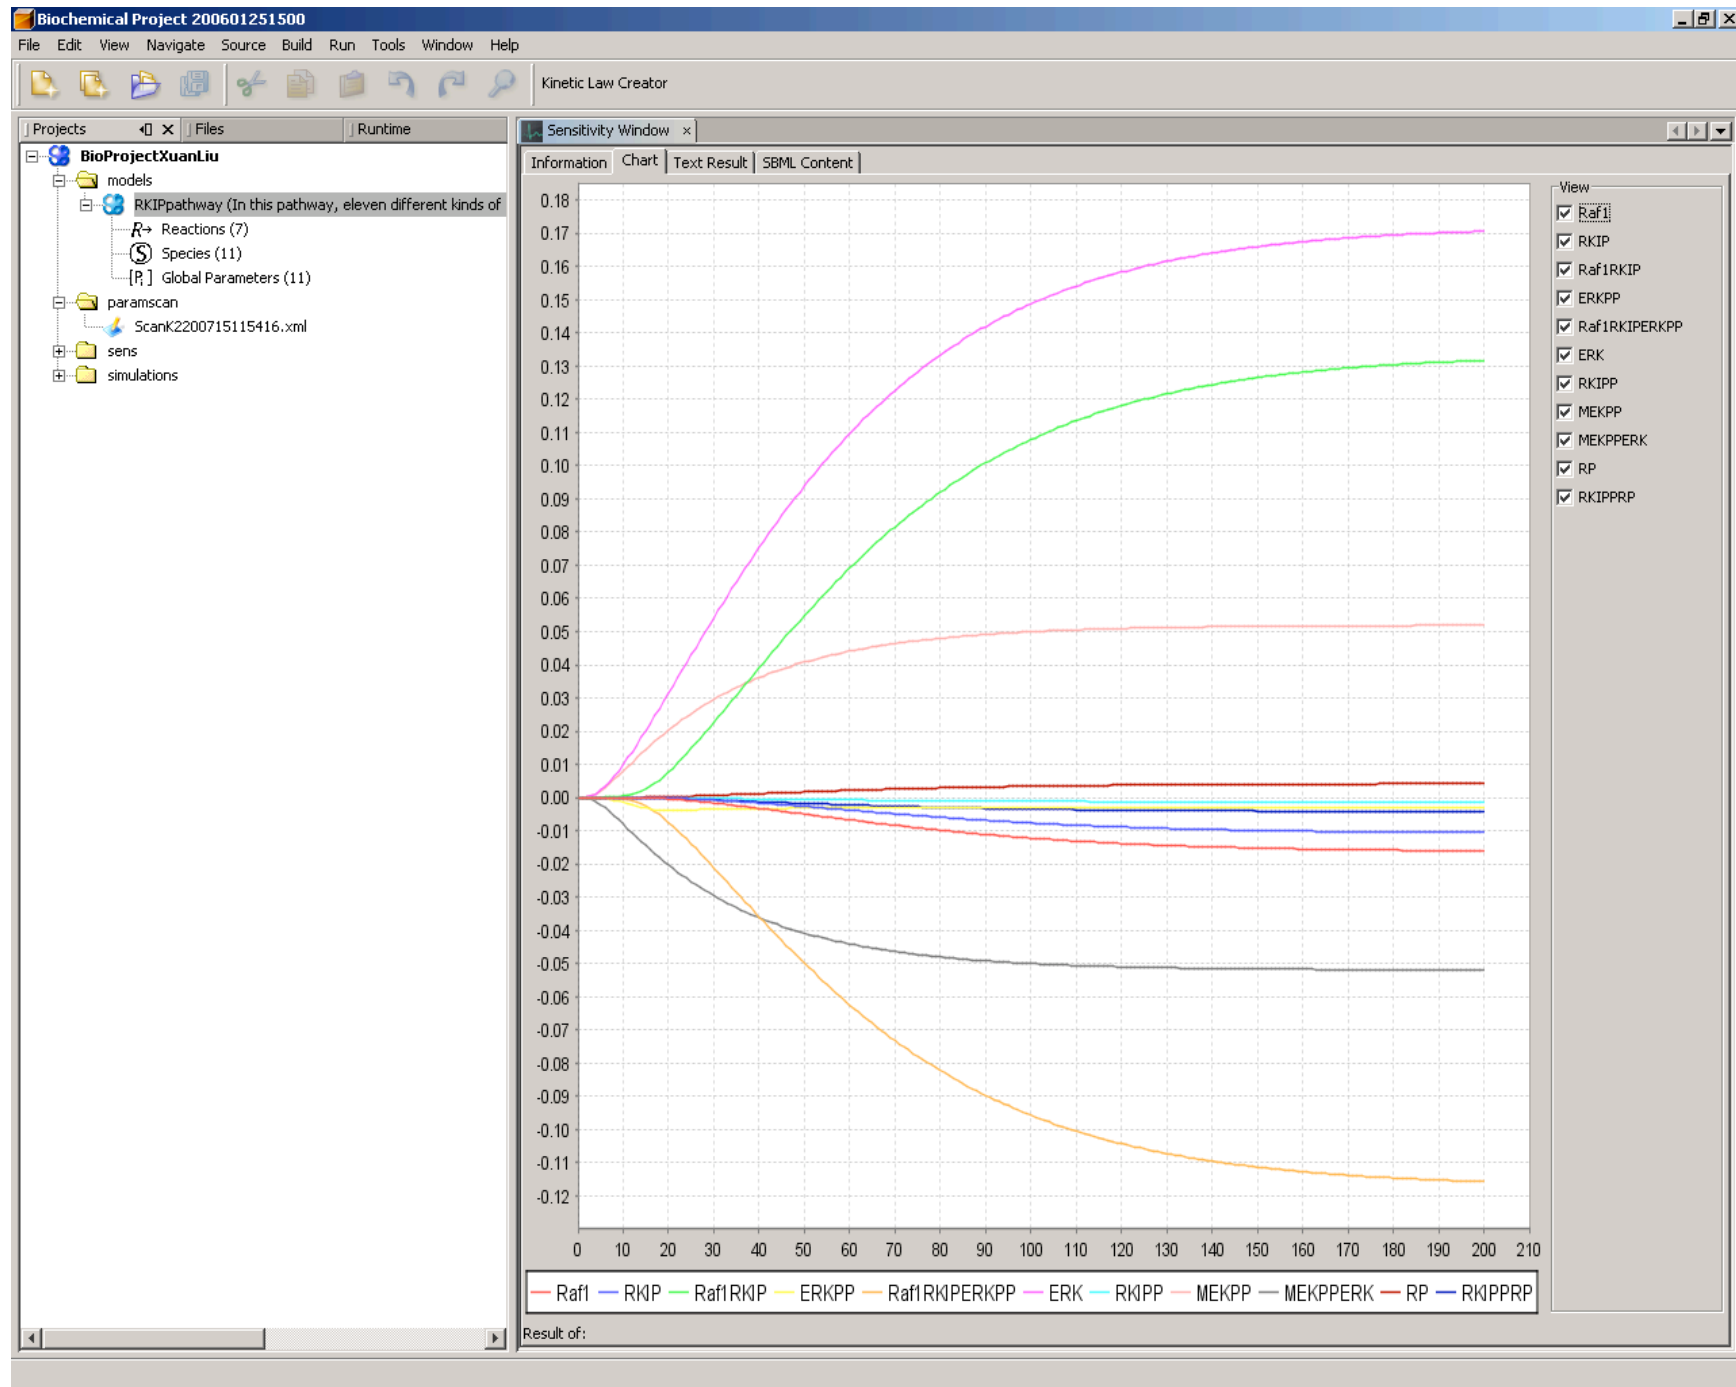 Biochemical Project 200601251500
File Edit View Navigate Source Build Run Tools Window Help
Kinetic Law Creator
Projects Files Runtime
BioProjectXuanLiu
models
RKIPpathway (In this pathway, eleven different kinds of
R→ Reactions (7)
S Species (11)
[Pi] Global Parameters (11)
paramscan
ScanK2200715115416.xml
sens
simulations
Sensitivity Window
Information Chart Text Result SBML Content
0.18
0.17
0.16
0.15
0.14
0.13
0.12
0.11
0.10
0.09
0.08
0.07
0.06
0.05
0.04
0.03
0.02
0.01
0.00
-0.01
-0.02
-0.03
-0.04
-0.05
-0.06
-0.07
-0.08
-0.09
-0.10
-0.11
-0.12
0 10 20 30 40 50 60 70 80 90 100 110 120 130 140 150 160 170 180 190 200 210
Raf1 RKIP Raf1RKIP ERKPP Raf1RKIPERKPP ERK RKIPP MEKPP MEKPPERK RP RKIPPRP
Result of:
View
Raf1
RKIP
Raf1RKIP
ERKPP
Raf1RKIPERKPP
ERK
RKIPP
MEKPP
MEKPPERK
RP
RKIPPRP